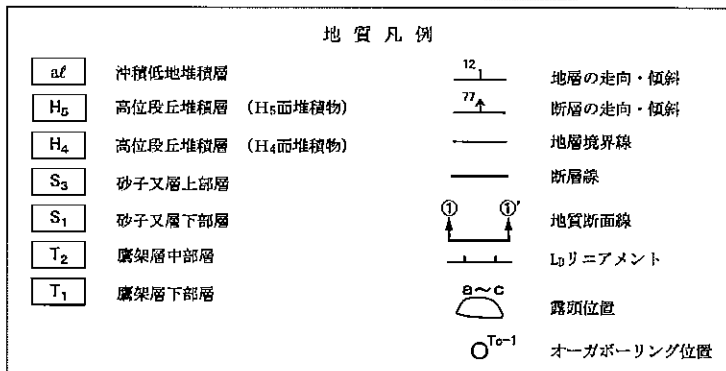 地質凡例
aℓ 沖積低地堆積層
H₅ 高位段丘堆積層 (H₅面堆積物)
H₄ 高位段丘堆積層 (H₄面堆積物)
S₃ 砂子又層上部層
S₁ 砂子又層下部層
T₂ 鷹架層中部層
T₁ 鷹架層下部層
12 地層の走向・傾斜
77 断層の走向・傾斜
地層境界線
断層線
① ①′ 地質断面線
L_Dリニアメント
a～c 露頭位置
Tc-1 オーガボーリング位置